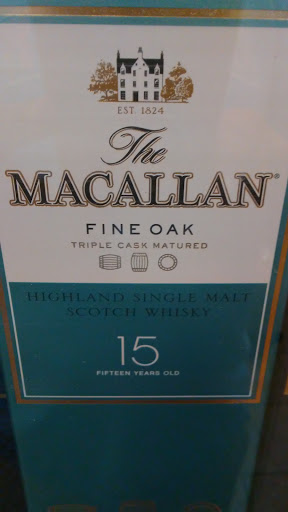 EST. 1824
The
MACALLAN®
FINE OAK
TRIPLE CASK MATURED
HIGHLAND SINGLE MALT
SCOTCH WHISKY
15
FIFTEEN YEARS OLD